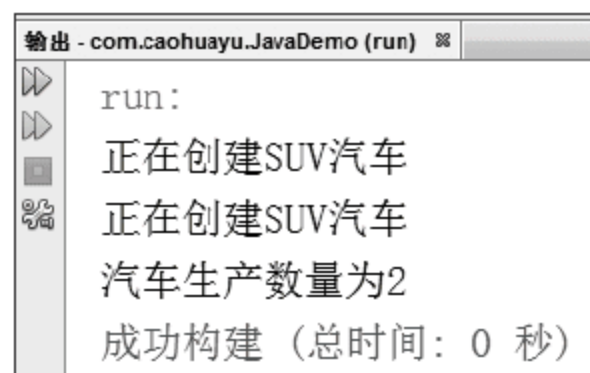 输出 - com.caohuayu.JavaDemo (run)
run:
正在创建SUV汽车
正在创建SUV汽车
汽车生产数量为2
成功构建 (总时间: 0 秒)